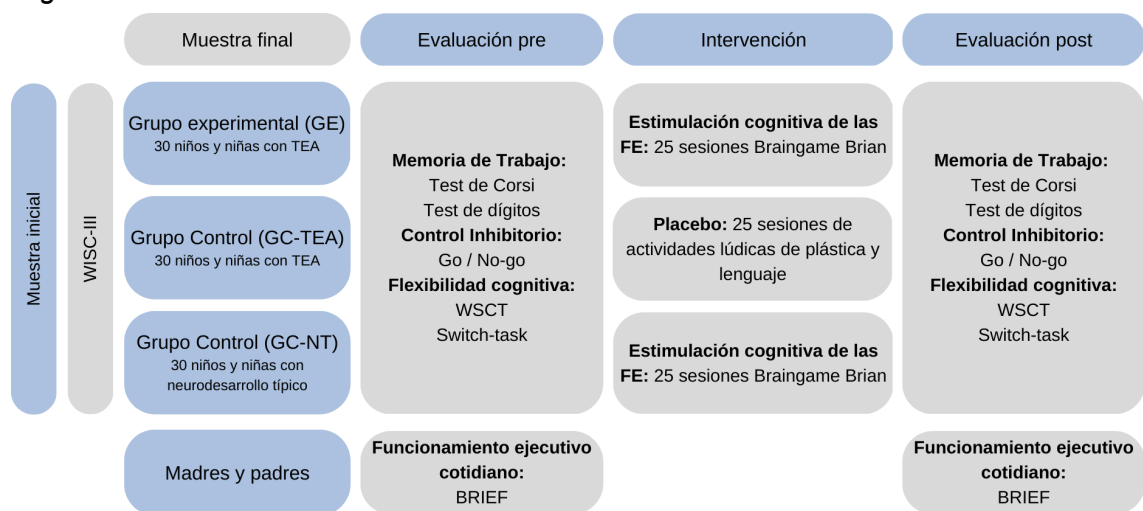 Muestra final
Evaluación pre
Intervención
Evaluación post
Muestra inicial
WISC-III
Grupo experimental (GE)
30 niños y niñas con TEA
Grupo Control (GC-TEA)
30 niños y niñas con TEA
Grupo Control (GC-NT)
30 niños y niñas con
neurodesarrollo típico
Madres y padres
Memoria de Trabajo:
Test de Corsi
Test de dígitos
Control Inhibitorio:
Go / No-go
Flexibilidad cognitiva:
WSCT
Switch-task
Funcionamiento ejecutivo
cotidiano:
BRIEF
Estimulación cognitiva de las
FE: 25 sesiones Braingame Brian
Placebo: 25 sesiones de
actividades lúdicas de plástica y
lenguaje
Estimulación cognitiva de las
FE: 25 sesiones Braingame Brian
Memoria de Trabajo:
Test de Corsi
Test de dígitos
Control Inhibitorio:
Go / No-go
Flexibilidad cognitiva:
WSCT
Switch-task
Funcionamiento ejecutivo
cotidiano:
BRIEF